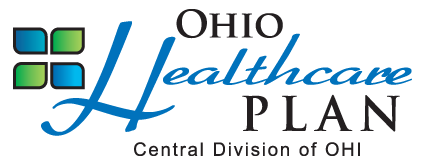 OHIO
Healthcare
PLAN
Central Division of OHI